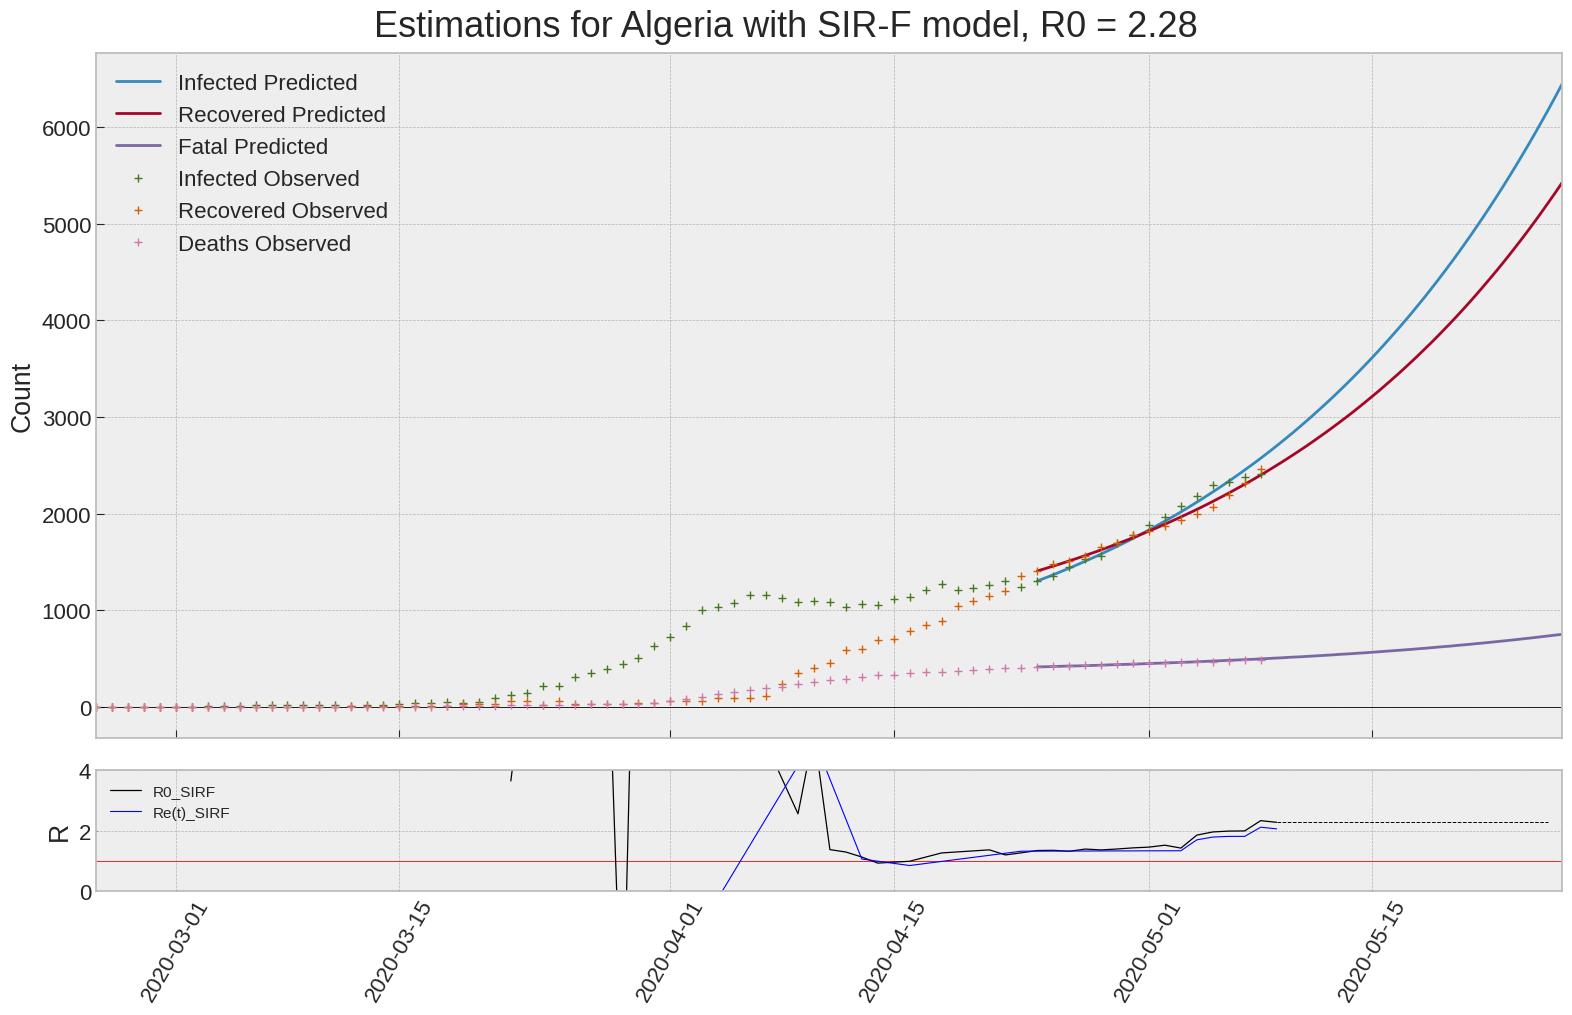 Estimations for Algeria with SIR-F model, R0 = 2.28
Infected Predicted
Recovered Predicted
Fatal Predicted
Infected Observed
Recovered Observed
Deaths Observed
6000
5000
4000
3000
2000
1000
0
Count
R0_SIRF
Re(t)_SIRF
4
2
0
R
2020-03-01
2020-03-15
2020-04-01
2020-04-15
2020-05-01
2020-05-15